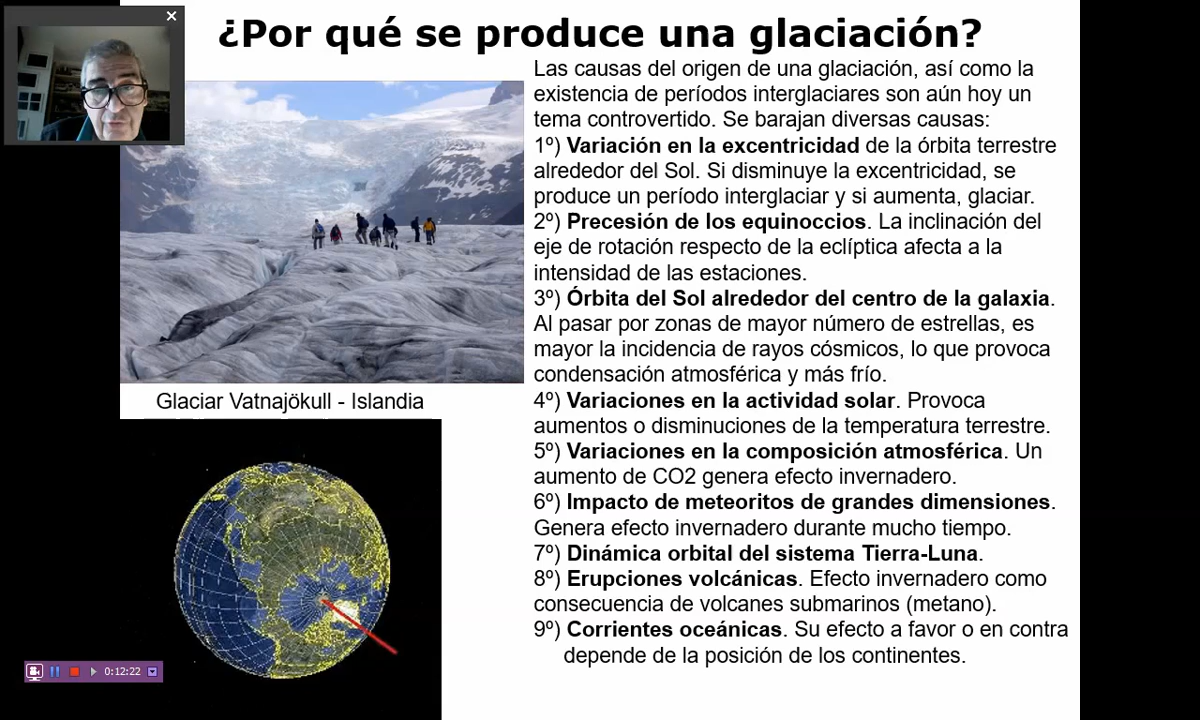 ¿Por qué se produce una glaciación?
Las causas del origen de una glaciación, así como la
existencia de períodos interglaciares son aún hoy un
tema controvertido. Se barajan diversas causas:
1º) Variación en la excentricidad de la órbita terrestre
alrededor del Sol. Si disminuye la excentricidad, se
produce un período interglaciar y si aumenta, glaciar.
2º) Precesión de los equinoccios. La inclinación del
eje de rotación respecto de la eclíptica afecta a la
intensidad de las estaciones.
3º) Órbita del Sol alrededor del centro de la galaxia.
Al pasar por zonas de mayor número de estrellas, es
mayor la incidencia de rayos cósmicos, lo que provoca
condensación atmosférica y más frío.
4º) Variaciones en la actividad solar. Provoca
aumentos o disminuciones de la temperatura terrestre.
5º) Variaciones en la composición atmosférica. Un
aumento de CO2 genera efecto invernadero.
6º) Impacto de meteoritos de grandes dimensiones.
Genera efecto invernadero durante mucho tiempo.
7º) Dinámica orbital del sistema Tierra-Luna.
8º) Erupciones volcánicas. Efecto invernadero como
consecuencia de volcanes submarinos (metano).
9º) Corrientes oceánicas. Su efecto a favor o en contra
depende de la posición de los continentes.
Glaciar Vatnajökull - Islandia
0:12:22